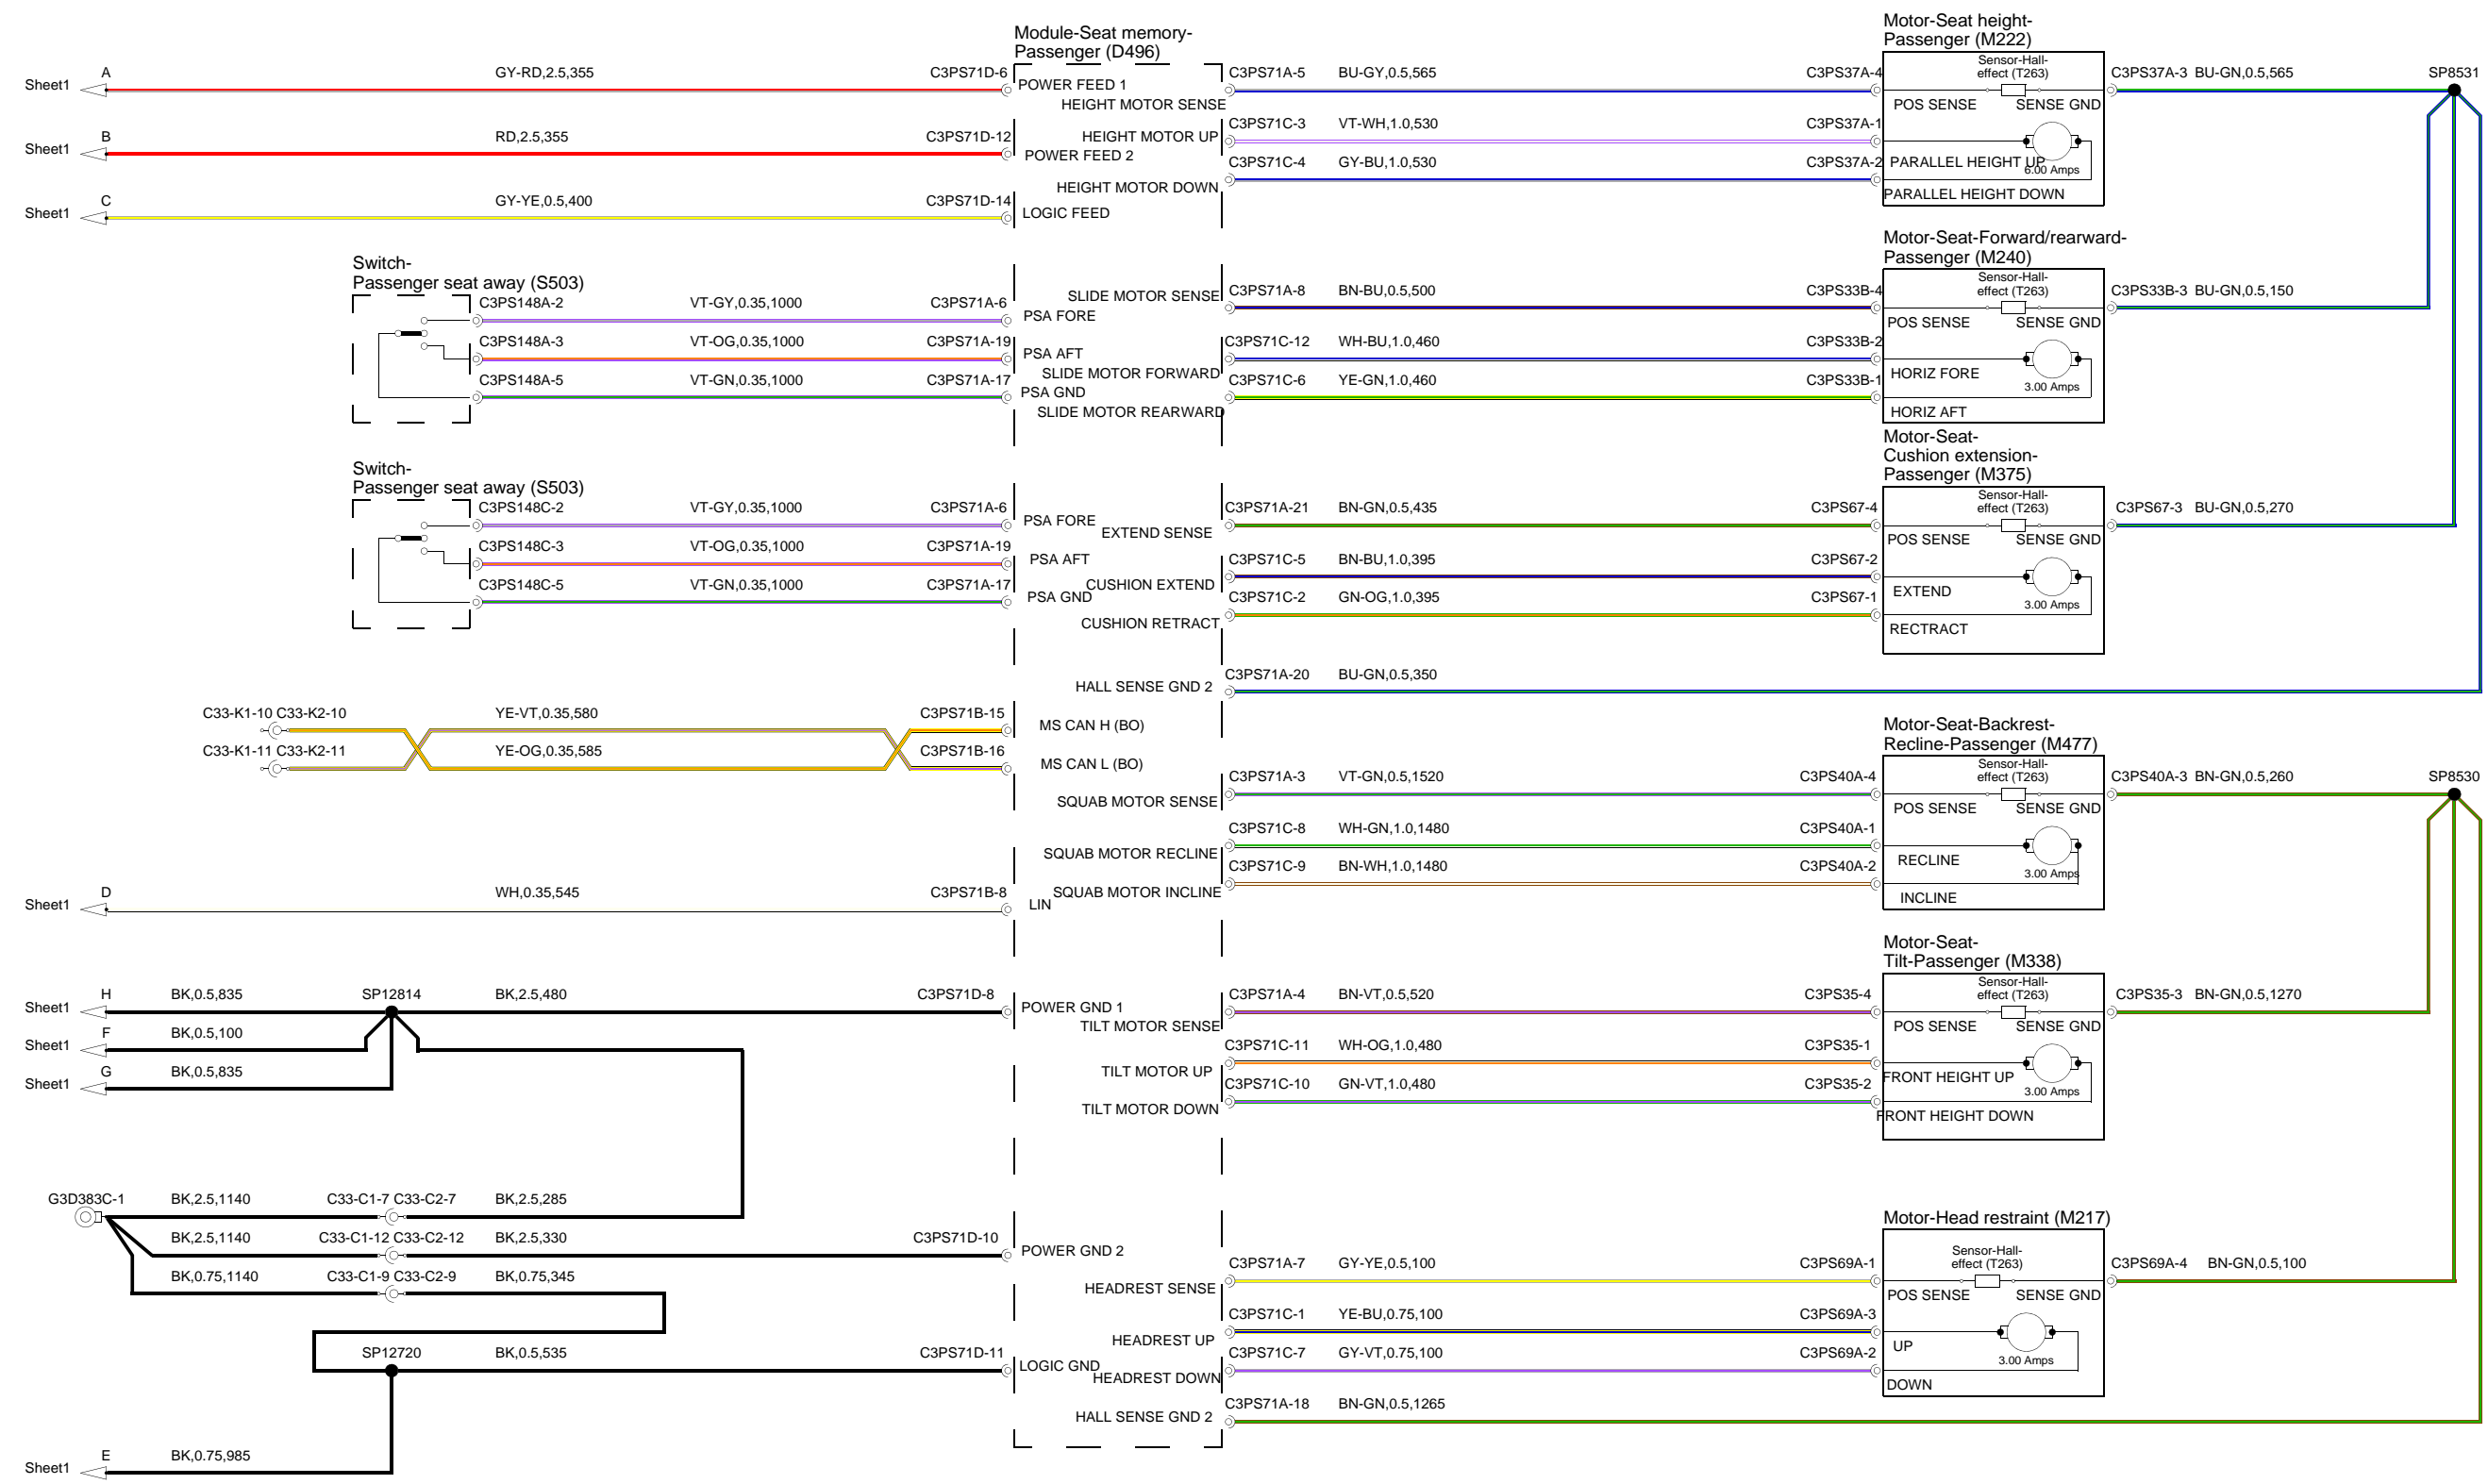 Module-Seat memory-
Passenger (D496)
Sheet1 A GY-RD,2.5,355 C3PS71D-6 POWER FEED 1
Sheet1 B RD,2.5,355 C3PS71D-12 POWER FEED 2
Sheet1 C GY-YE,0.5,400 C3PS71D-14 LOGIC FEED
Switch-
Passenger seat away (S503)
C3PS148A-2 VT-GY,0.35,1000 C3PS71A-6 PSA FORE
C3PS148A-3 VT-OG,0.35,1000 C3PS71A-19 PSA AFT
C3PS148A-5 VT-GN,0.35,1000 C3PS71A-17 PSA GND
Switch-
Passenger seat away (S503)
C3PS148C-2 VT-GY,0.35,1000 C3PS71A-6 PSA FORE
C3PS148C-3 VT-OG,0.35,1000 C3PS71A-19 PSA AFT
C3PS148C-5 VT-GN,0.35,1000 C3PS71A-17 PSA GND
C33-K1-10 C33-K2-10 YE-VT,0.35,580 C3PS71B-15 MS CAN H (BO)
C33-K1-11 C33-K2-11 YE-OG,0.35,585 C3PS71B-16 MS CAN L (BO)
Sheet1 D WH,0.35,545 C3PS71B-8 LIN
Sheet1 H BK,0.5,835 SP12814 BK,2.5,480 C3PS71D-8 POWER GND 1
Sheet1 F BK,0.5,100
Sheet1 G BK,0.5,835
G3D383C-1 BK,2.5,1140 C33-C1-7 C33-C2-7 BK,2.5,285
BK,2.5,1140 C33-C1-12 C33-C2-12 BK,2.5,330 C3PS71D-10 POWER GND 2
BK,0.75,1140 C33-C1-9 C33-C2-9 BK,0.75,345
SP12720 BK,0.5,535 C3PS71D-11 LOGIC GND
Sheet1 E BK,0.75,985
Motor-Seat height-
Passenger (M222)
Sensor-Hall-
effect (T263)
HEIGHT MOTOR SENSE C3PS71A-5 BU-GY,0.5,565 C3PS37A-4 POS SENSE SENSE GND C3PS37A-3 BU-GN,0.5,565 SP8531
HEIGHT MOTOR UP C3PS71C-3 VT-WH,1.0,530 C3PS37A-1 PARALLEL HEIGHT UP
6.00 Amps
HEIGHT MOTOR DOWN C3PS71C-4 GY-BU,1.0,530 C3PS37A-2 PARALLEL HEIGHT DOWN
Motor-Seat-Forward/rearward-
Passenger (M240)
Sensor-Hall-
effect (T263)
SLIDE MOTOR SENSE C3PS71A-8 BN-BU,0.5,500 C3PS33B-4 POS SENSE SENSE GND C3PS33B-3 BU-GN,0.5,150
SLIDE MOTOR FORWARD C3PS71C-12 WH-BU,1.0,460 C3PS33B-2 HORIZ FORE
3.00 Amps
SLIDE MOTOR REARWARD C3PS71C-6 YE-GN,1.0,460 C3PS33B-1 HORIZ AFT
Motor-Seat-
Cushion extension-
Passenger (M375)
Sensor-Hall-
effect (T263)
EXTEND SENSE C3PS71A-21 BN-GN,0.5,435 C3PS67-4 POS SENSE SENSE GND C3PS67-3 BU-GN,0.5,270
CUSHION EXTEND C3PS71C-5 BN-BU,1.0,395 C3PS67-2 EXTEND
3.00 Amps
CUSHION RETRACT C3PS71C-2 GN-OG,1.0,395 C3PS67-1 RECTRACT
HALL SENSE GND 2 C3PS71A-20 BU-GN,0.5,350
Motor-Seat-Backrest-
Recline-Passenger (M477)
Sensor-Hall-
effect (T263)
SQUAB MOTOR SENSE C3PS71A-3 VT-GN,0.5,1520 C3PS40A-4 POS SENSE SENSE GND C3PS40A-3 BN-GN,0.5,260 SP8530
SQUAB MOTOR RECLINE C3PS71C-8 WH-GN,1.0,1480 C3PS40A-1 RECLINE
3.00 Amps
SQUAB MOTOR INCLINE C3PS71C-9 BN-WH,1.0,1480 C3PS40A-2 INCLINE
Motor-Seat-
Tilt-Passenger (M338)
Sensor-Hall-
effect (T263)
TILT MOTOR SENSE C3PS71A-4 BN-VT,0.5,520 C3PS35-4 POS SENSE SENSE GND C3PS35-3 BN-GN,0.5,1270
TILT MOTOR UP C3PS71C-11 WH-OG,1.0,480 C3PS35-1 FRONT HEIGHT UP
3.00 Amps
TILT MOTOR DOWN C3PS71C-10 GN-VT,1.0,480 C3PS35-2 FRONT HEIGHT DOWN
Motor-Head restraint (M217)
Sensor-Hall-
effect (T263)
HEADREST SENSE C3PS71A-7 GY-YE,0.5,100 C3PS69A-1 POS SENSE SENSE GND C3PS69A-4 BN-GN,0.5,100
HEADREST UP C3PS71C-1 YE-BU,0.75,100 C3PS69A-3 UP
3.00 Amps
HEADREST DOWN C3PS71C-7 GY-VT,0.75,100 C3PS69A-2 DOWN
HALL SENSE GND 2 C3PS71A-18 BN-GN,0.5,1265